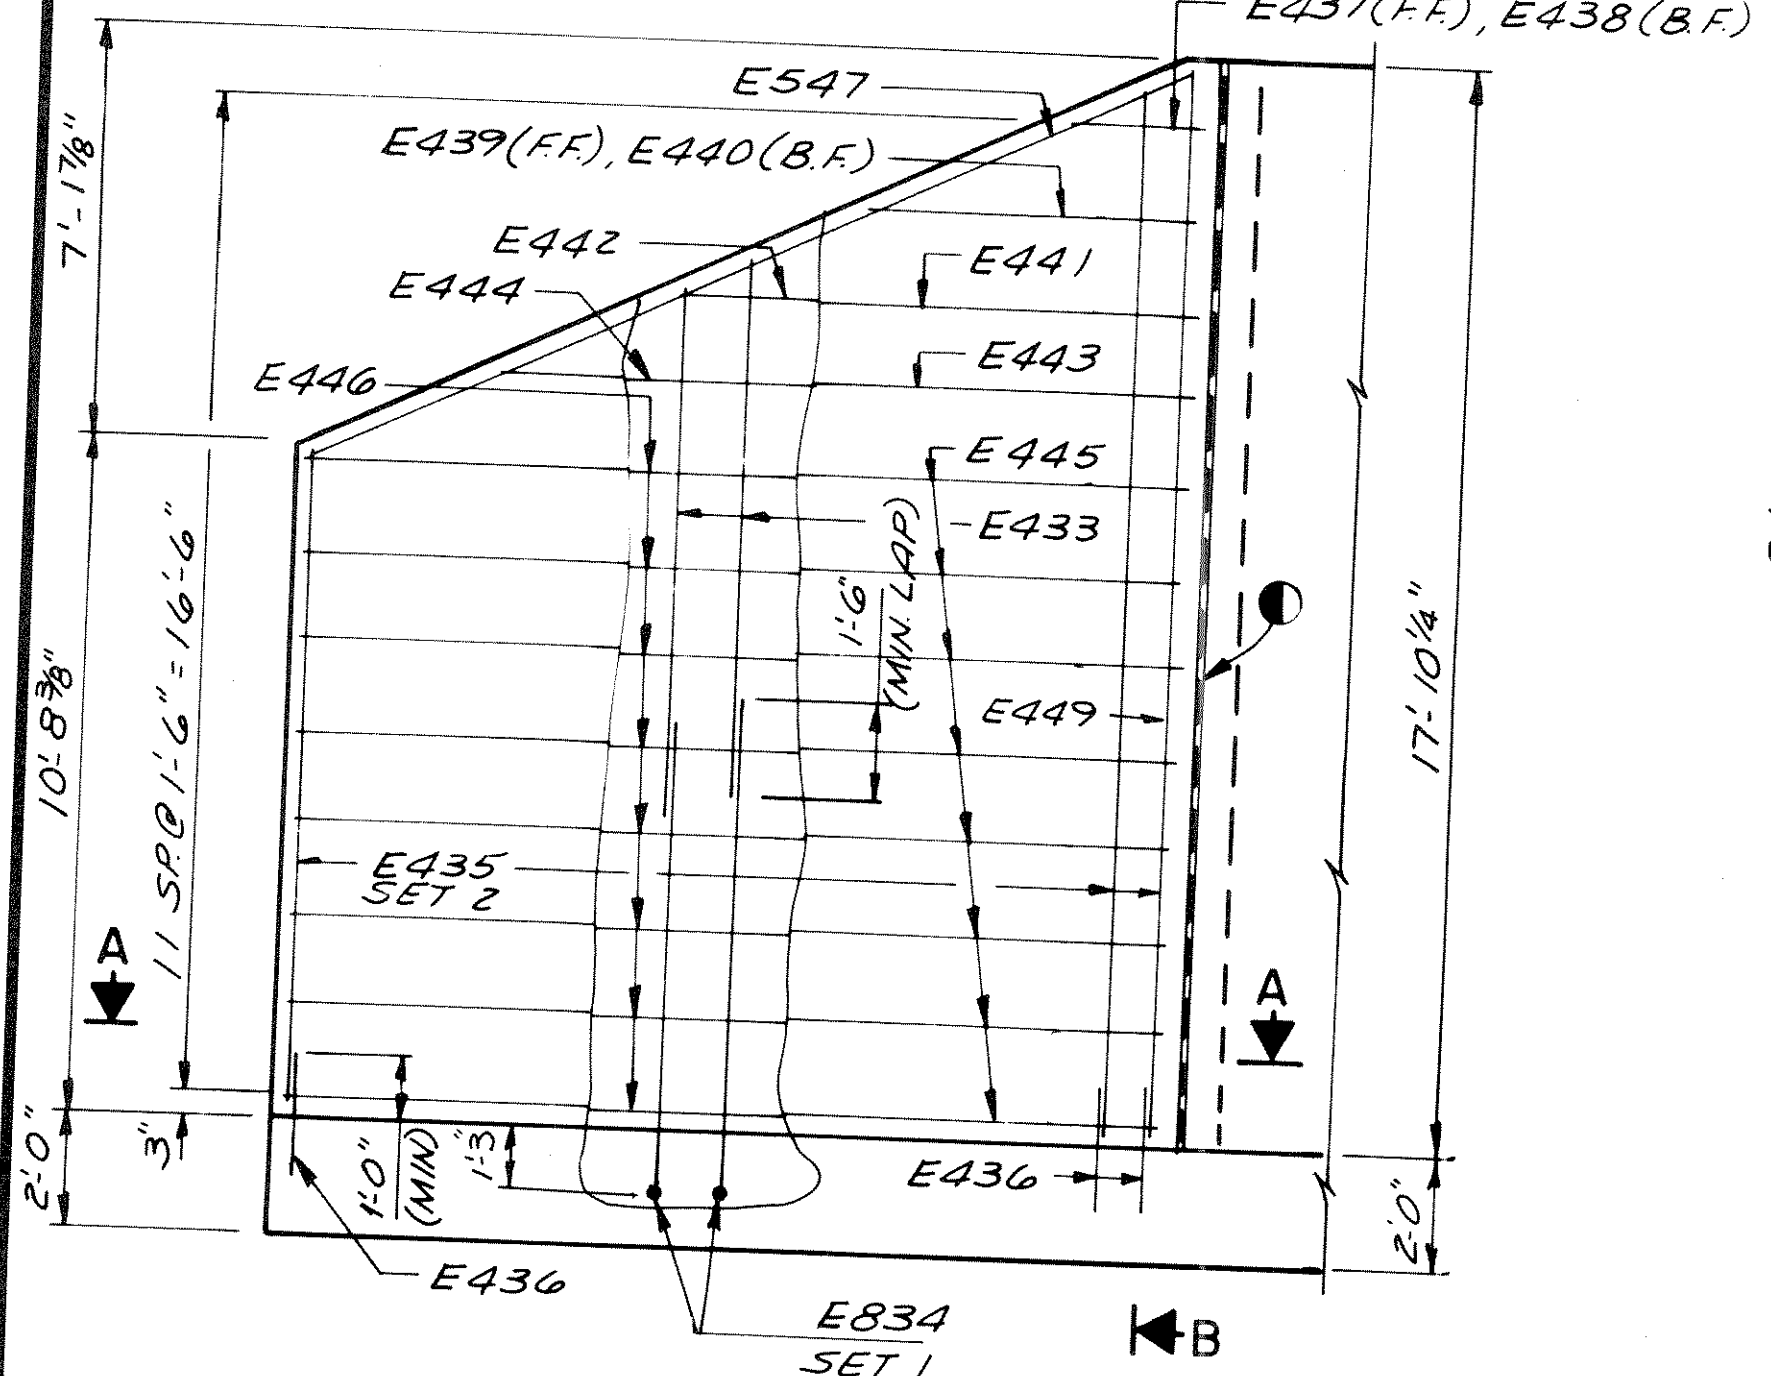 E437(F.F.), E438(B.F.)
E547
E439(F.F.), E440(B.F.)
7'-1 7/8"
E442
E441
E444
E443
E446
E445
E433
1'-6"
(MIN. LAP)
11 SP.@ 1'-6" = 16'-6"
17'-10 1/4"
10'-8 3/8"
E449
E435
SET 2
A
A
2'-0"
3"
1'-0"
(MIN)
1'-3"
E436
2'-0"
E436
E834
SET 1
B